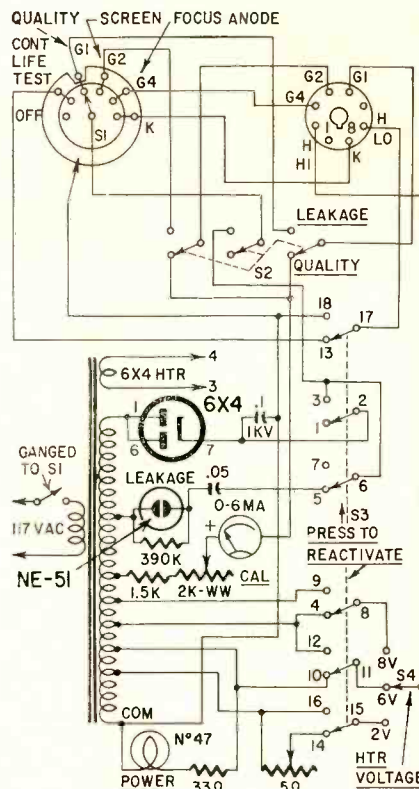 QUALITY SCREEN FOCUS ANODE
CONT
LIFE
TEST
G1
G2
G4
OFF
S1
K
G2
G1
G4
1
8
H
LO
H
HI
K
LEAKAGE
S2
QUALITY
18
17
13
4
6X4 HTR
3
6X4
1
6
7
.1
1KV
3
2
1
7
6
5
GANGED
TO S1
LEAKAGE
.05
0-6MA
+
S3
PRESS TO
REACTIVATE
117 VAC
390K
NE-51
CAL
1.5K
2K-WW
9
4
8
12
8V
11
10
6V
S4
16
15
2V
14
COM
Nº47
POWER
33Ω
5Ω
HTR
VOLTAGE